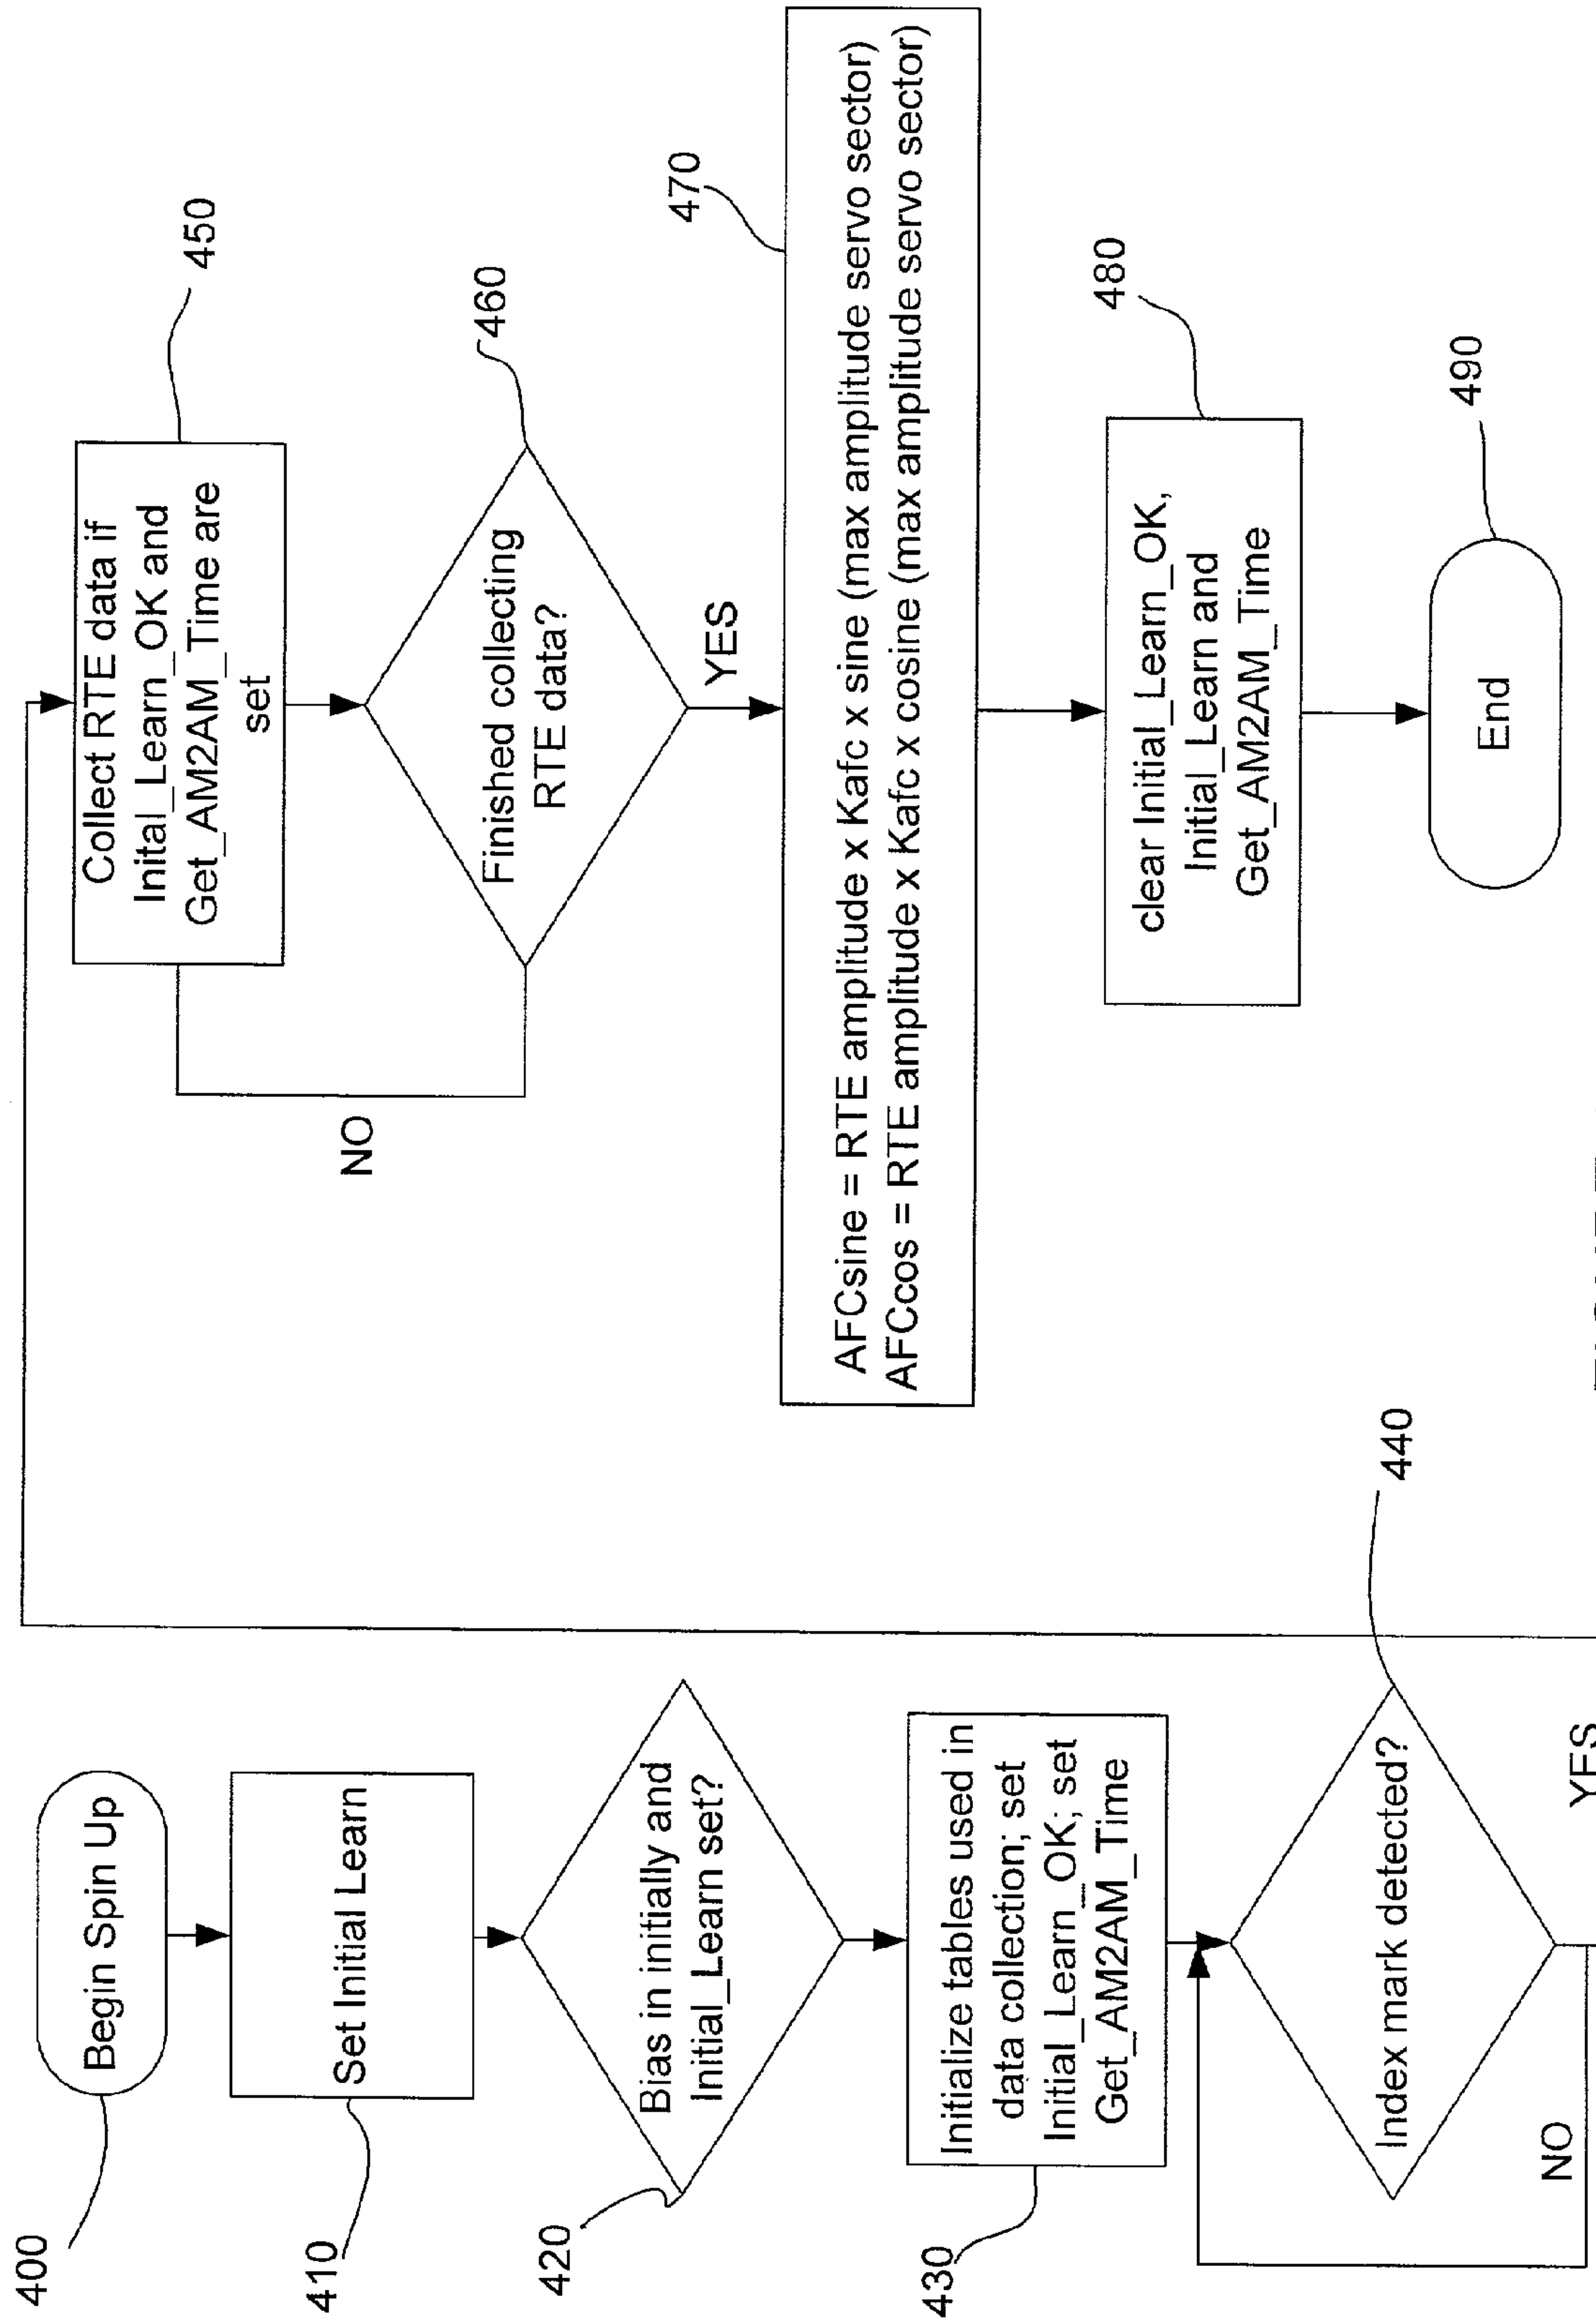 400
Begin Spin Up
410
Set Initial Learn
420
Bias in initially and
Initial_Learn set?
430
Initialize tables used in
data collection; set
Initial_Learn_OK; set
Get_AM2AM_Time
440
Index mark detected?
NO
YES
450
Collect RTE data if
Inital_Learn_OK and
Get_AM2AM_Time are
set
460
Finished collecting
RTE data?
NO
YES
470
AFCsine = RTE amplitude x Kafc x sine (max amplitude servo sector)
AFCcos = RTE amplitude x Kafc x cosine (max amplitude servo sector)
480
clear Initial_Learn_OK,
Initial_Learn and
Get_AM2AM_Time
490
End